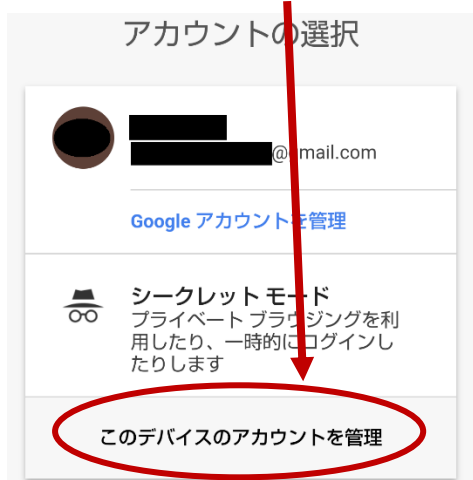 アカウントの選択
@gmail.com
Google アカウントを管理
シークレット モード
プライベート ブラウジングを利
用したり、一時的にログインし
たりします
このデバイスのアカウントを管理